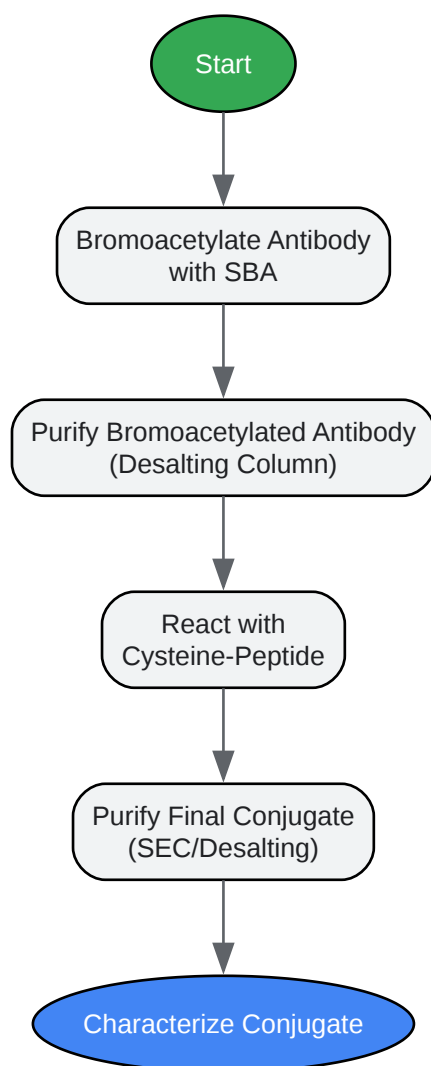 Start
Bromoacetylate Antibody
with SBA
Purify Bromoacetylated Antibody
(Desalting Column)
React with
Cysteine-Peptide
Purify Final Conjugate
(SEC/Desalting)
Characterize Conjugate